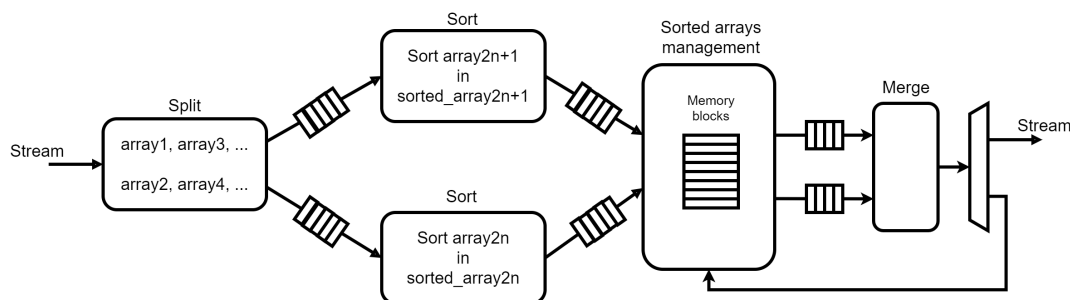 Stream
Split
array1, array3, ...
array2, array4, ...
Sort
Sort array2n+1
in
sorted_array2n+1
Sort
Sort array2n
in
sorted_array2n
Sorted arrays
management
Memory
blocks
Merge
Stream